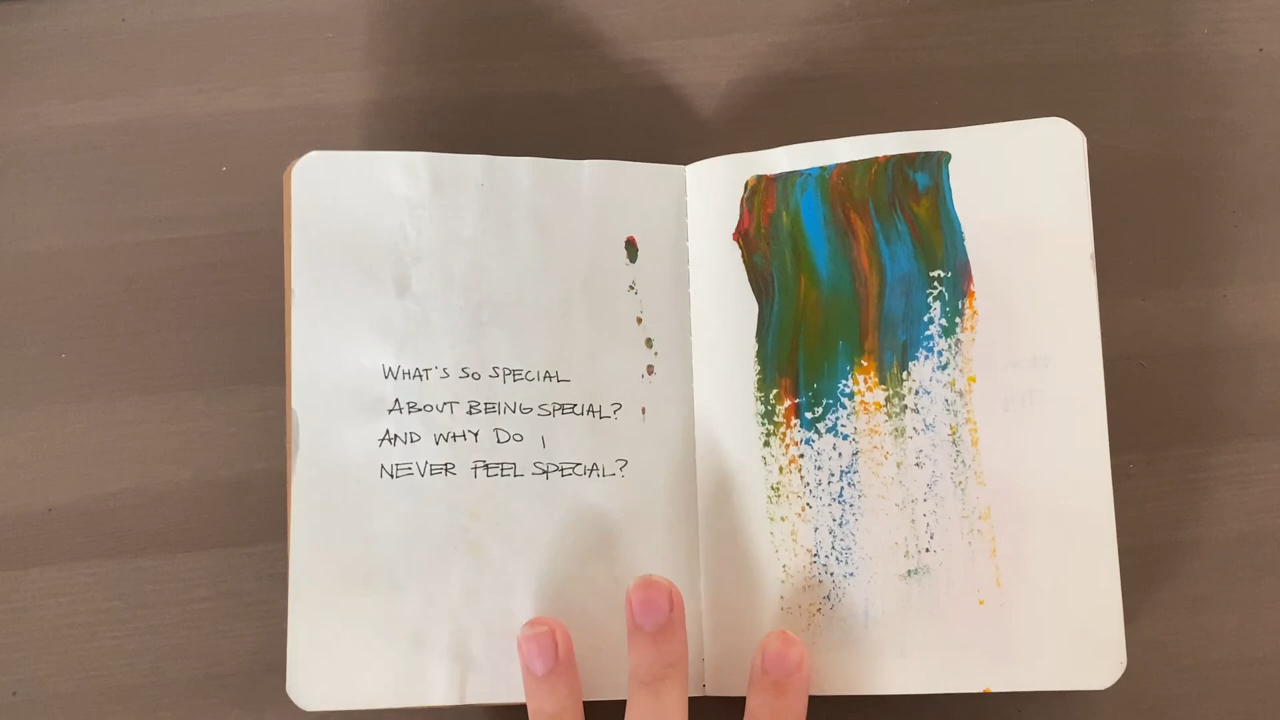 WHAT'S SO SPECIAL
ABOUT BEING SPECIAL?
AND WHY DO I
NEVER FEEL SPECIAL?